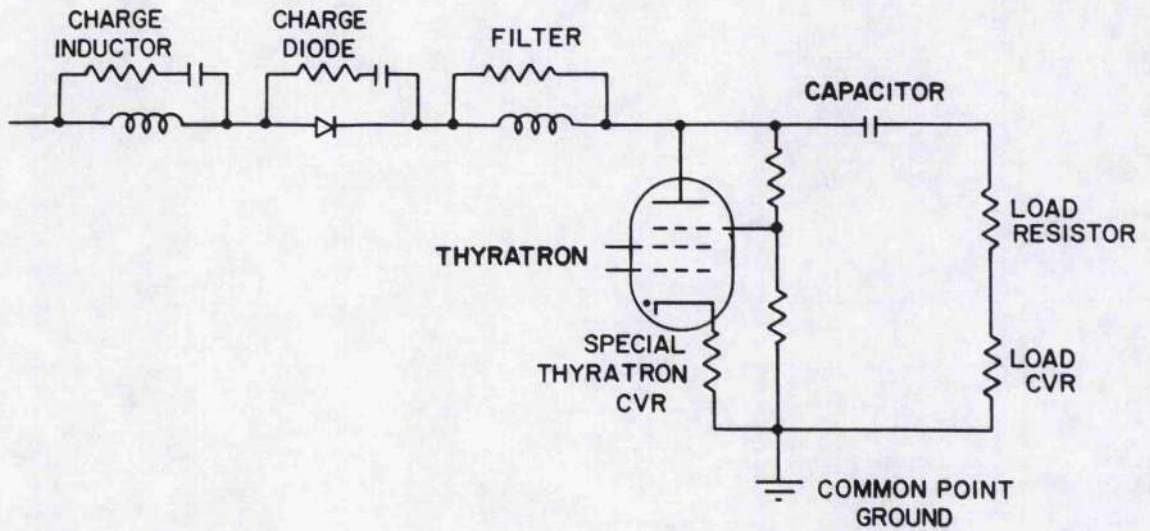 CHARGE
INDUCTOR
CHARGE
DIODE
FILTER
CAPACITOR
THYRATRON
LOAD
RESISTOR
SPECIAL
THYRATRON
CVR
LOAD
CVR
COMMON POINT
GROUND